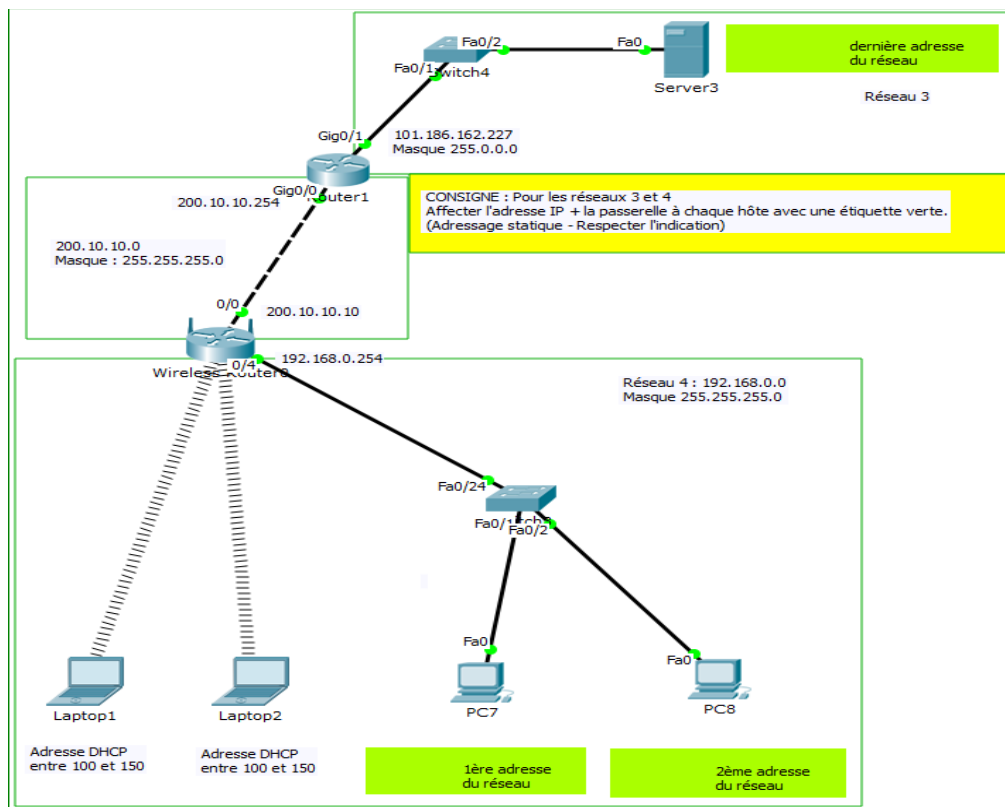 Fa0/2
Fa0
dernière adresse
du réseau
Fa0/1
Server3
Réseau 3
Gig0/1
101.186.162.227
Masque 255.0.0.0
Gig0/0
Router1
200.10.10.254
CONSIGNE : Pour les réseaux 3 et 4
Affecter l'adresse IP + la passerelle à chaque hôte avec une étiquette verte.
(Adressage statique - Respecter l'indication)
200.10.10.0
Masque : 255.255.255.0
0/0
200.10.10.10
192.168.0.254
0/4
Wireless
Réseau 4 : 192.168.0.0
Masque 255.255.255.0
Fa0/24
Fa0/1
Fa0/2
Fa0
Fa0
Laptop1
Laptop2
PC7
PC8
Adresse DHCP
entre 100 et 150
Adresse DHCP
entre 100 et 150
1ère adresse
du réseau
2ème adresse
du réseau